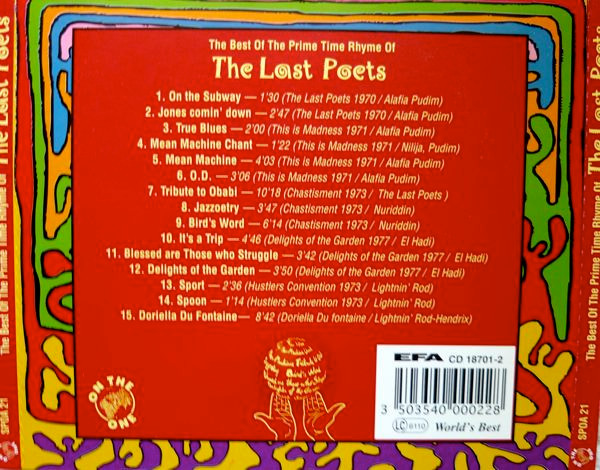 The Best Of The Prime Time Rhyme Of
The Last Poets
1. On the Subway — 1'30 (The Last Poets 1970 / Alafia Pudim)
2. Jones comin' down — 2'47 (The Last Poets 1970 / Alafia Pudim)
3. True Blues — 2'00 (This is Madness 1971 / Alafia Pudim)
4. Mean Machine Chant — 1'22 (This is Madness 1971 / Nilija, Pudim)
5. Mean Machine — 4'03 (This is Madness 1971 / Alafia Pudim)
6. O.D. — 3'06 (This is Madness 1971 / Alafia Pudim)
7. Tribute to Obabi — 10'18 (Chastisment 1973 / The Last Poets )
8. Jazzoetry — 3'47 (Chastisment 1973 / Nuriddin)
9. Bird's Word — 6'14 (Chastisment 1973 / Nuriddin)
10. It's a Trip — 4'46 (Delights of the Garden 1977 / El Hadi)
11. Blessed are Those who Struggle — 3'42 (Delights of the Garden 1977 / El Hadi)
12. Delights of the Garden — 3'50 (Delights of the Garden 1977 / El Hadi)
13. Sport — 2'36 (Hustlers Convention 1973 / Lightnin' Rod)
14. Spoon — 1'14 (Hustlers Convention 1973 / Lightnin' Rod)
15. Doriella Du Fontaine— 8'42 (Doriella Du fontaine / Lightnin' Rod-Hendrix)
ON THE ONE
EFA CD 18701-2
3 503540 000228
LC 6110 World's Best
SPOA 21 The Best Of The Prime Time Rhyme Of The Last Poets
SPOA 21 The Best Of The Prime Time Rhyme Of The Last Poets